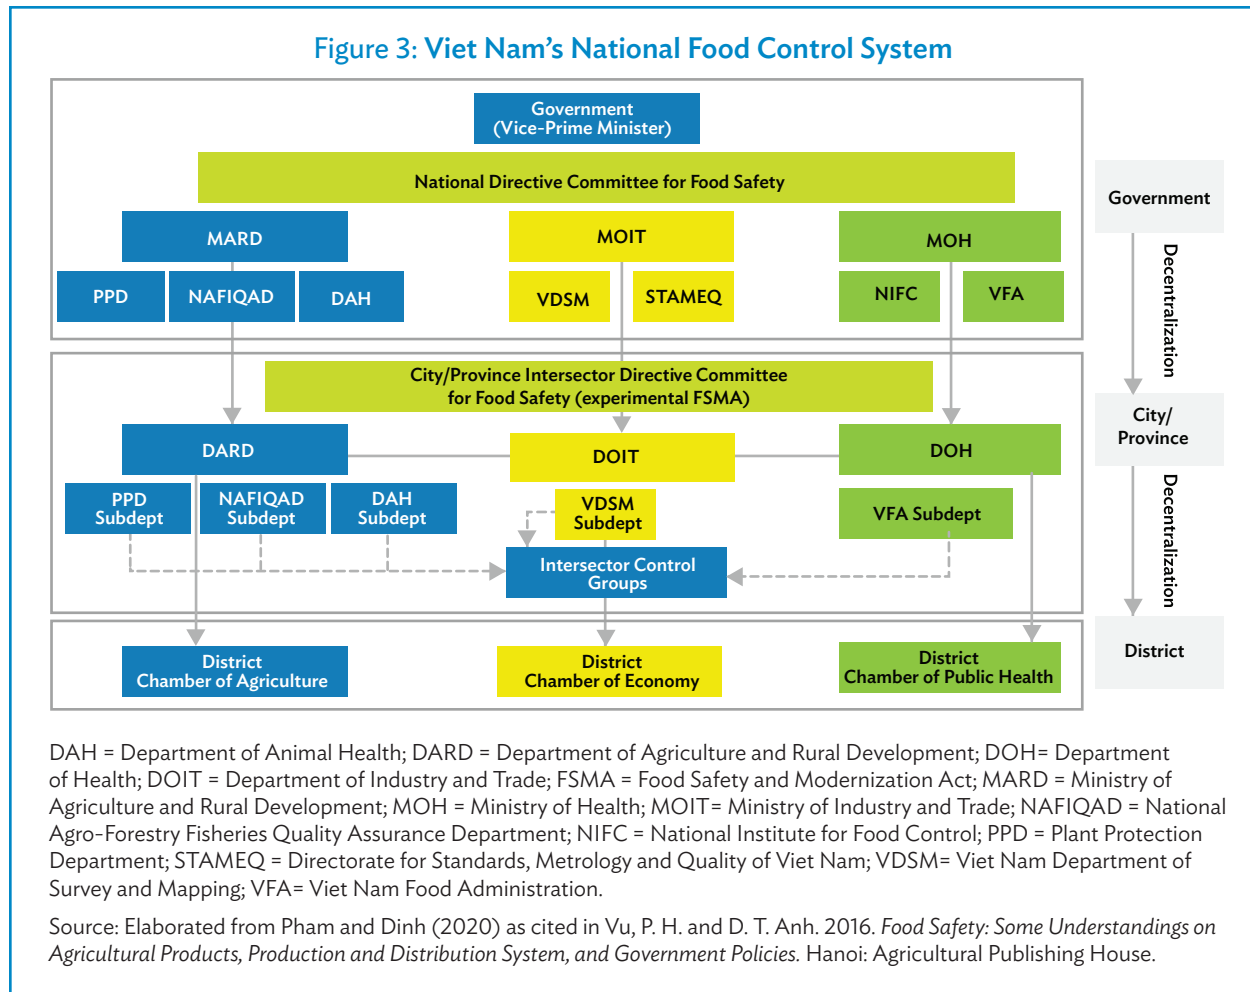 Figure 3: Viet Nam's National Food Control System
Government
(Vice-Prime Minister)
National Directive Committee for Food Safety
Government
MARD
MOIT
MOH
PPD
NAFIQAD
DAH
VDSM
STAMEQ
NIFC
VFA
Decentralization
City/Province Intersector Directive Committee
for Food Safety (experimental FSMA)
City/
Province
DARD
DOIT
DOH
PPD
Subdept
NAFIQAD
Subdept
DAH
Subdept
VDSM
Subdept
VFA Subdept
Decentralization
Intersector Control
Groups
District
Chamber of Agriculture
District
Chamber of Economy
District
Chamber of Public Health
District
DAH = Department of Animal Health; DARD = Department of Agriculture and Rural Development; DOH= Department
of Health; DOIT = Department of Industry and Trade; FSMA = Food Safety and Modernization Act; MARD = Ministry of
Agriculture and Rural Development; MOH = Ministry of Health; MOIT= Ministry of Industry and Trade; NAFIQAD = National
Agro-Forestry Fisheries Quality Assurance Department; NIFC = National Institute for Food Control; PPD = Plant Protection
Department; STAMEQ = Directorate for Standards, Metrology and Quality of Viet Nam; VDSM= Viet Nam Department of
Survey and Mapping; VFA= Viet Nam Food Administration.
Source: Elaborated from Pham and Dinh (2020) as cited in Vu, P. H. and D. T. Anh. 2016. Food Safety: Some Understandings on
Agricultural Products, Production and Distribution System, and Government Policies. Hanoi: Agricultural Publishing House.